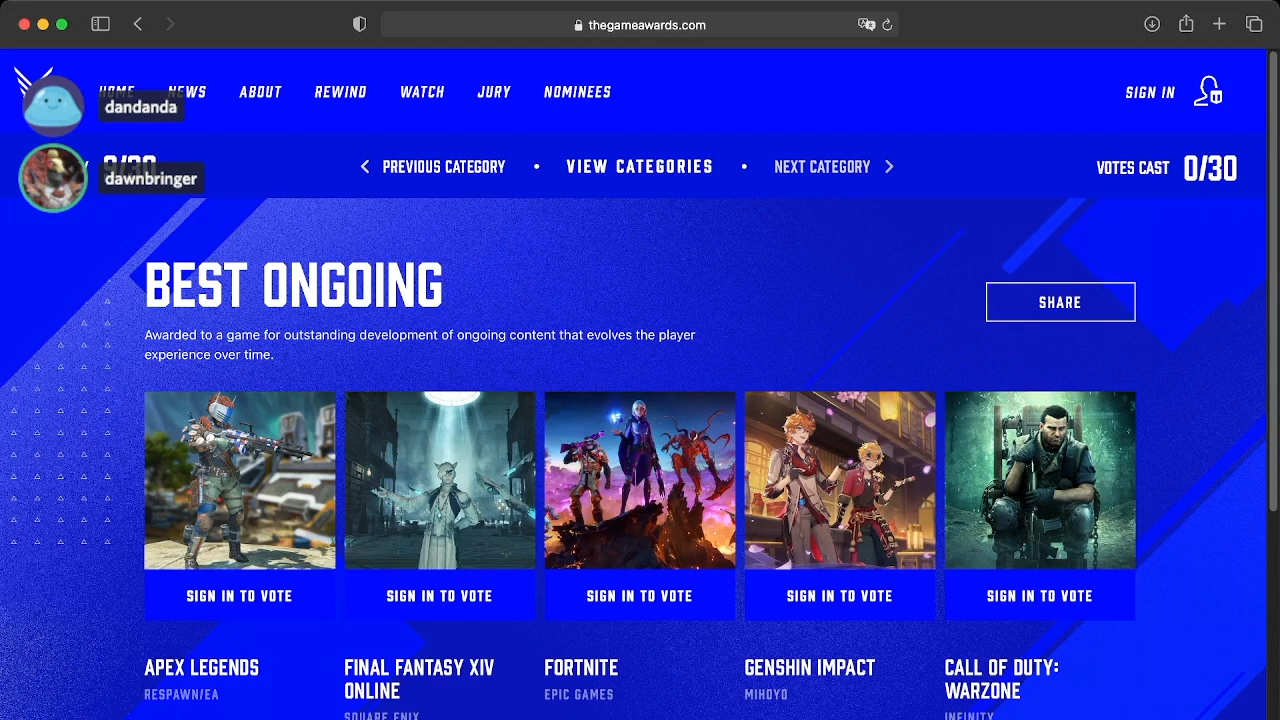 thegameawards.com
HOME NEWS ABOUT REWIND WATCH JURY NOMINEES SIGN IN
dandanda
PREVIOUS CATEGORY • VIEW CATEGORIES • NEXT CATEGORY VOTES CAST 0/30
dawnbringer
BEST ONGOING
SHARE
Awarded to a game for outstanding development of ongoing content that evolves the player
experience over time.
SIGN IN TO VOTE SIGN IN TO VOTE SIGN IN TO VOTE SIGN IN TO VOTE SIGN IN TO VOTE
APEX LEGENDS
RESPAWN/EA
FINAL FANTASY XIV
ONLINE
SQUARE ENIX
FORTNITE
EPIC GAMES
GENSHIN IMPACT
MIHOYO
CALL OF DUTY:
WARZONE
INFINITY